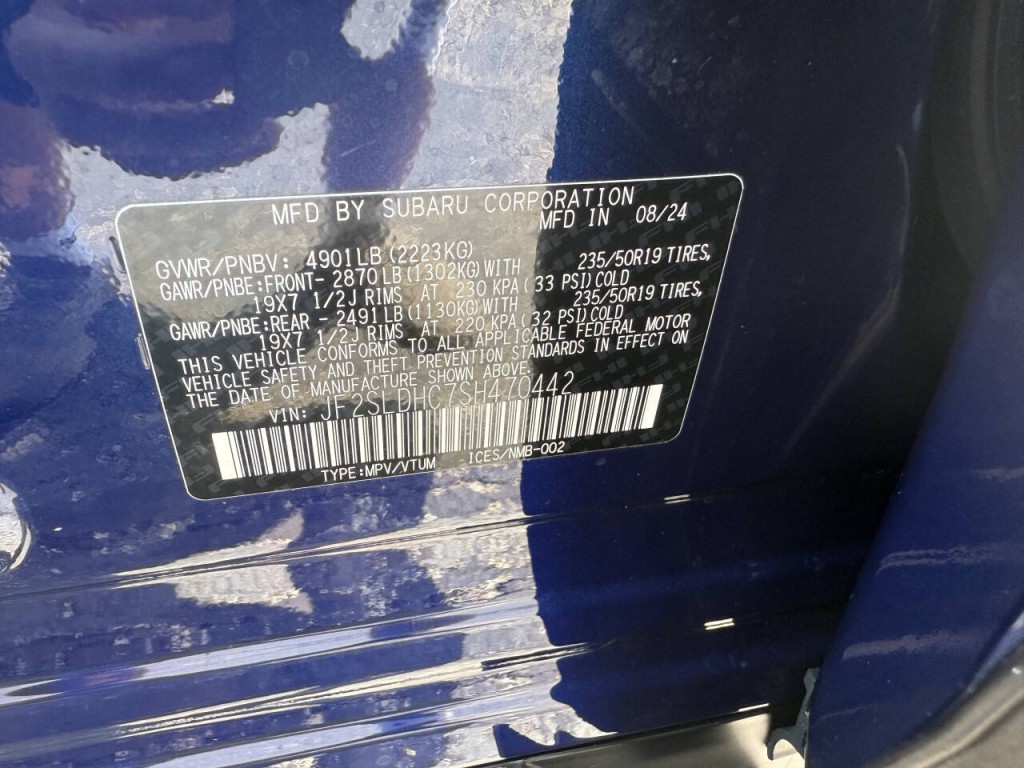 MFD BY SUBARU CORPORATION
MFD IN 08/24
GVWR/PNBV: 4901LB(2223KG)
GAWR/PNBE:FRONT- 2870LB(1302KG)WITH 235/50R19 TIRES,
19X7 1/2J RIMS AT 230 KPA(33 PSI)COLD
GAWR/PNBE:REAR - 2491LB(1130KG)WITH 235/50R19 TIRES,
19X7 1/2J RIMS AT 220 KPA(32 PSI)COLD
THIS VEHICLE CONFORMS TO ALL APPLICABLE FEDERAL MOTOR
VEHICLE SAFETY AND THEFT PREVENTION STANDARDS IN EFFECT ON
THE DATE OF MANUFACTURE SHOWN ABOVE.
VIN: JF2SLDHC7SH470442
TYPE:MPV/VTUM ICES/NMB-002